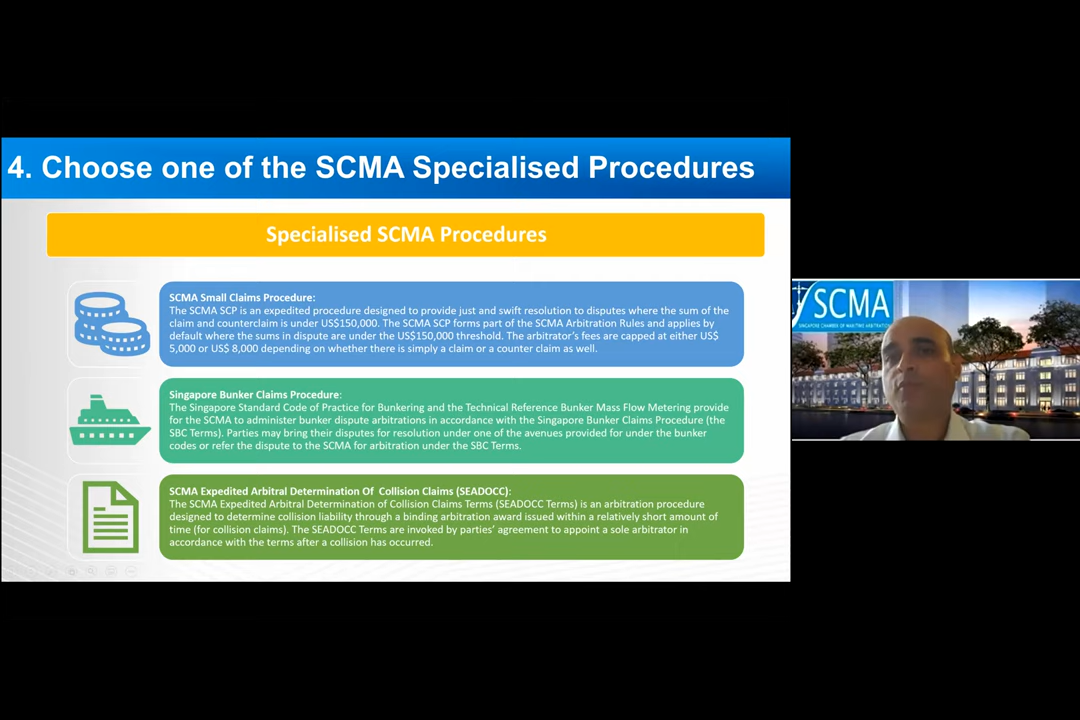 4. Choose one of the SCMA Specialised Procedures
Specialised SCMA Procedures
SCMA Small Claims Procedure:
The SCMA SCP is an expedited procedure designed to provide just and swift resolution to disputes where the sum of the
claim and counterclaim is under US$150,000. The SCMA SCP forms part of the SCMA Arbitration Rules and applies by
default where the sums in dispute are under the US$150,000 threshold. The arbitrator's fees are capped at either US$
5,000 or US$ 8,000 depending on whether there is simply a claim or a counter claim as well.
Singapore Bunker Claims Procedure:
The Singapore Standard Code of Practice for Bunkering and the Technical Reference Bunker Mass Flow Metering provide
for the SCMA to administer bunker dispute arbitrations in accordance with the Singapore Bunker Claims Procedure (the
SBC Terms). Parties may bring their disputes for resolution under one of the avenues provided for under the bunker
codes or refer the dispute to the SCMA for arbitration under the SBC Terms.
SCMA Expedited Arbitral Determination Of Collision Claims (SEADOCC):
The SCMA Expedited Arbitral Determination of Collision Claims Terms (SEADOCC Terms) is an arbitration procedure
designed to determine collision liability through a binding arbitration award issued within a relatively short amount of
time (for collision claims). The SEADOCC Terms are invoked by parties' agreement to appoint a sole arbitrator in
accordance with the terms after a collision has occurred.
SCMA
SINGAPORE CHAMBER OF MARITIME ARBITRATION